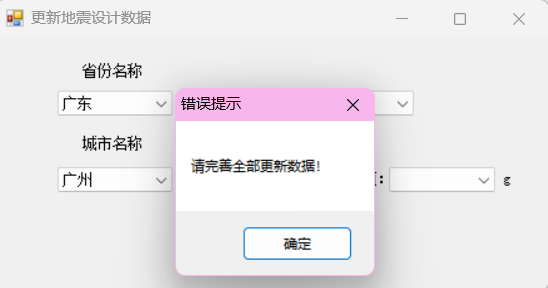 更新地震设计数据
省份名称
广东
错误提示
请完善全部更新数据!
确定
城市名称
广州
: g